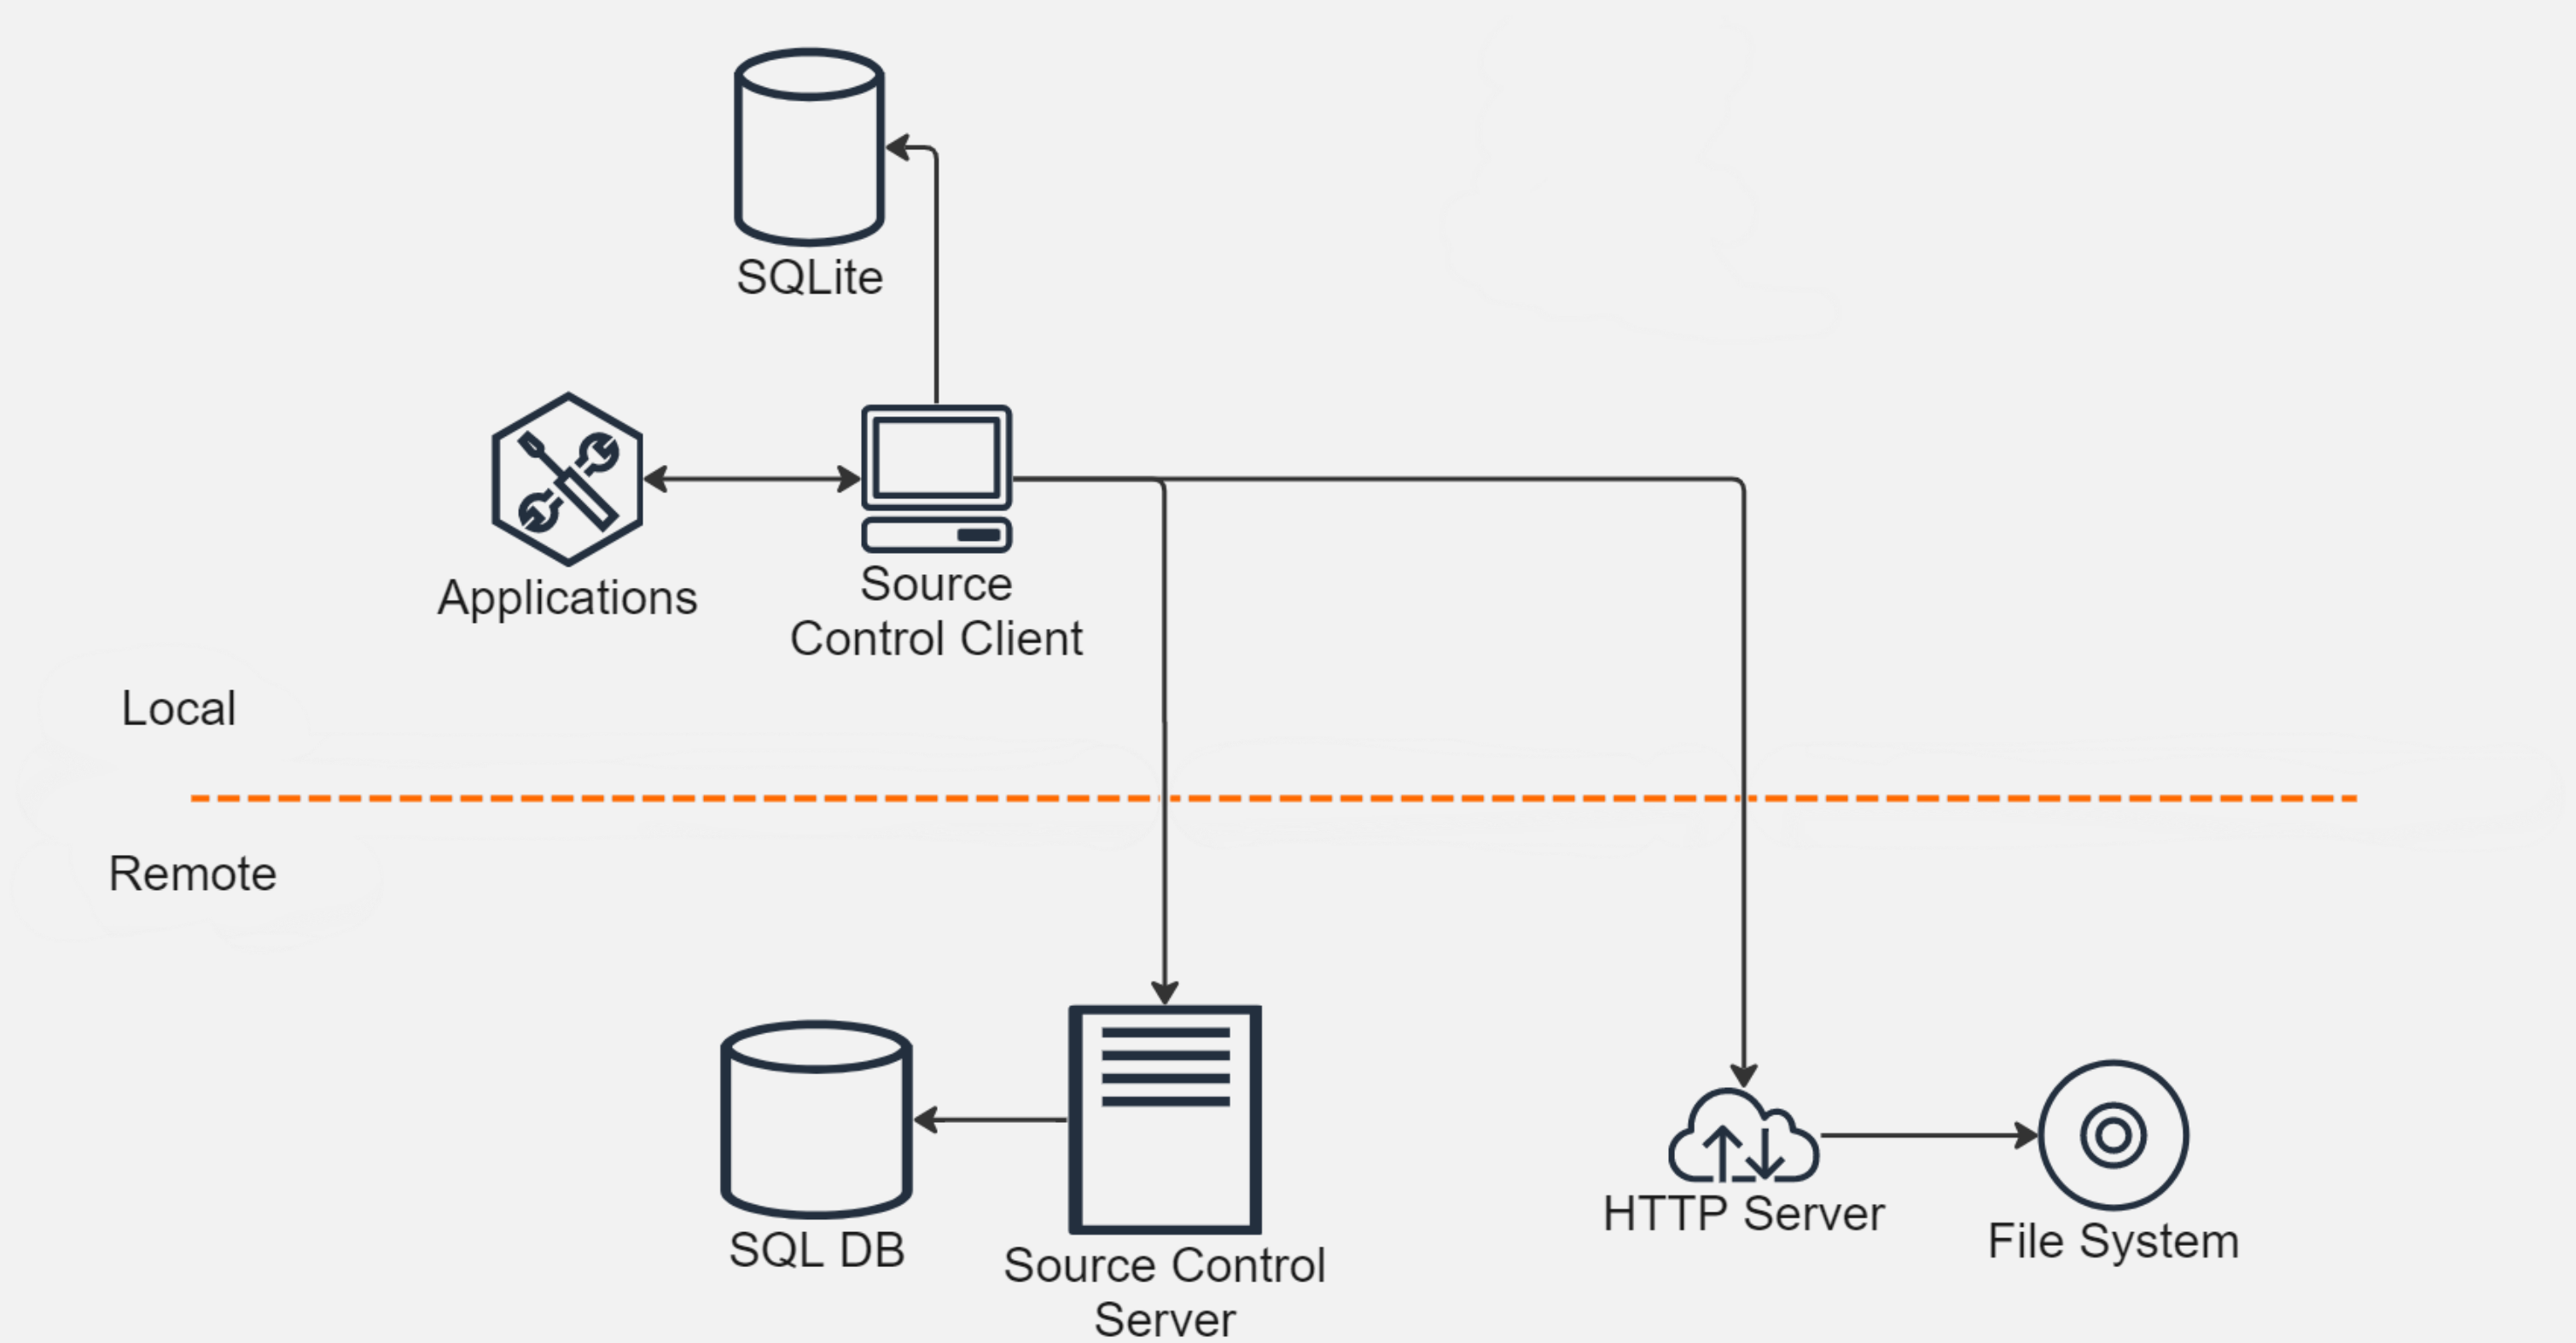 SQLite
Applications
Source
Control Client
Local
Remote
SQL DB
Source Control
Server
HTTP Server
File System